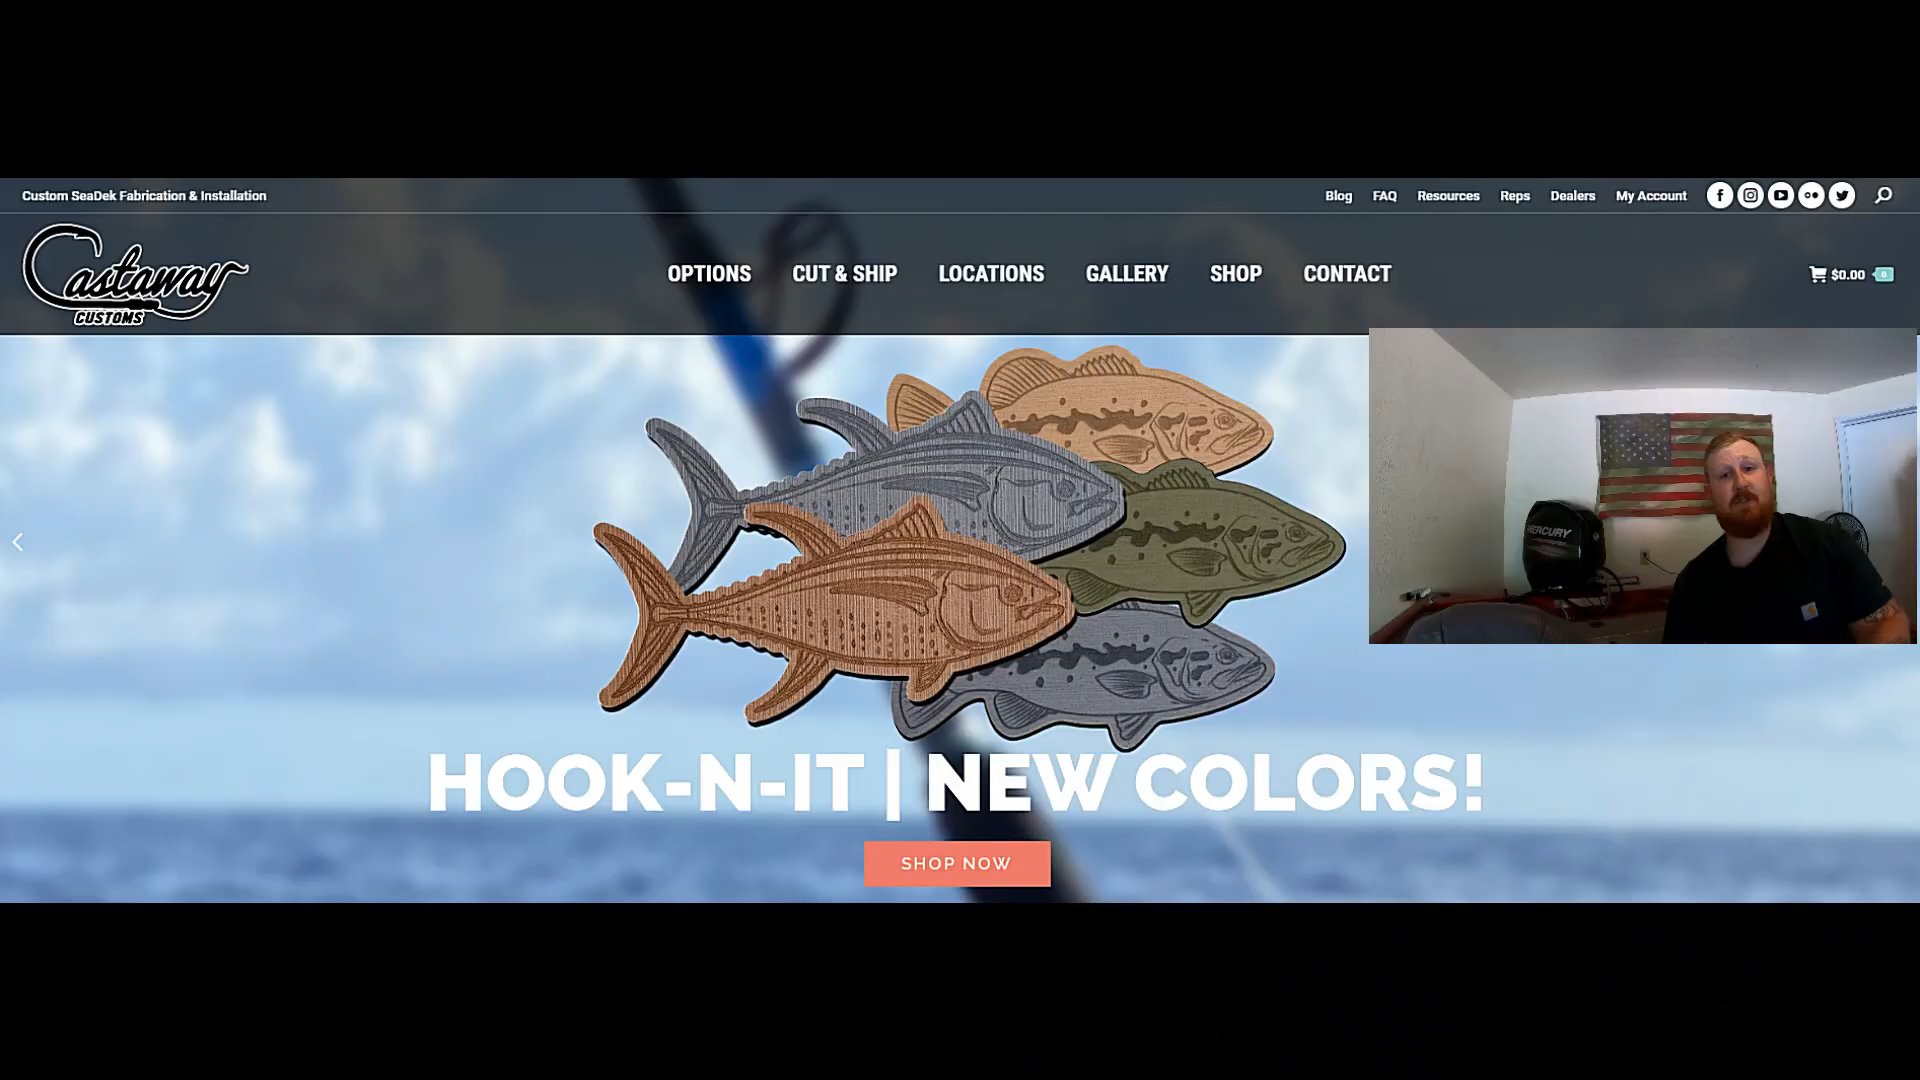 Custom SeaDek Fabrication & Installation
Blog FAQ Resources Reps Dealers My Account
Castaway
CUSTOMS
OPTIONS CUT & SHIP LOCATIONS GALLERY SHOP CONTACT
$0.00 0
MERCURY
HOOK-N-IT | NEW COLORS!
SHOP NOW